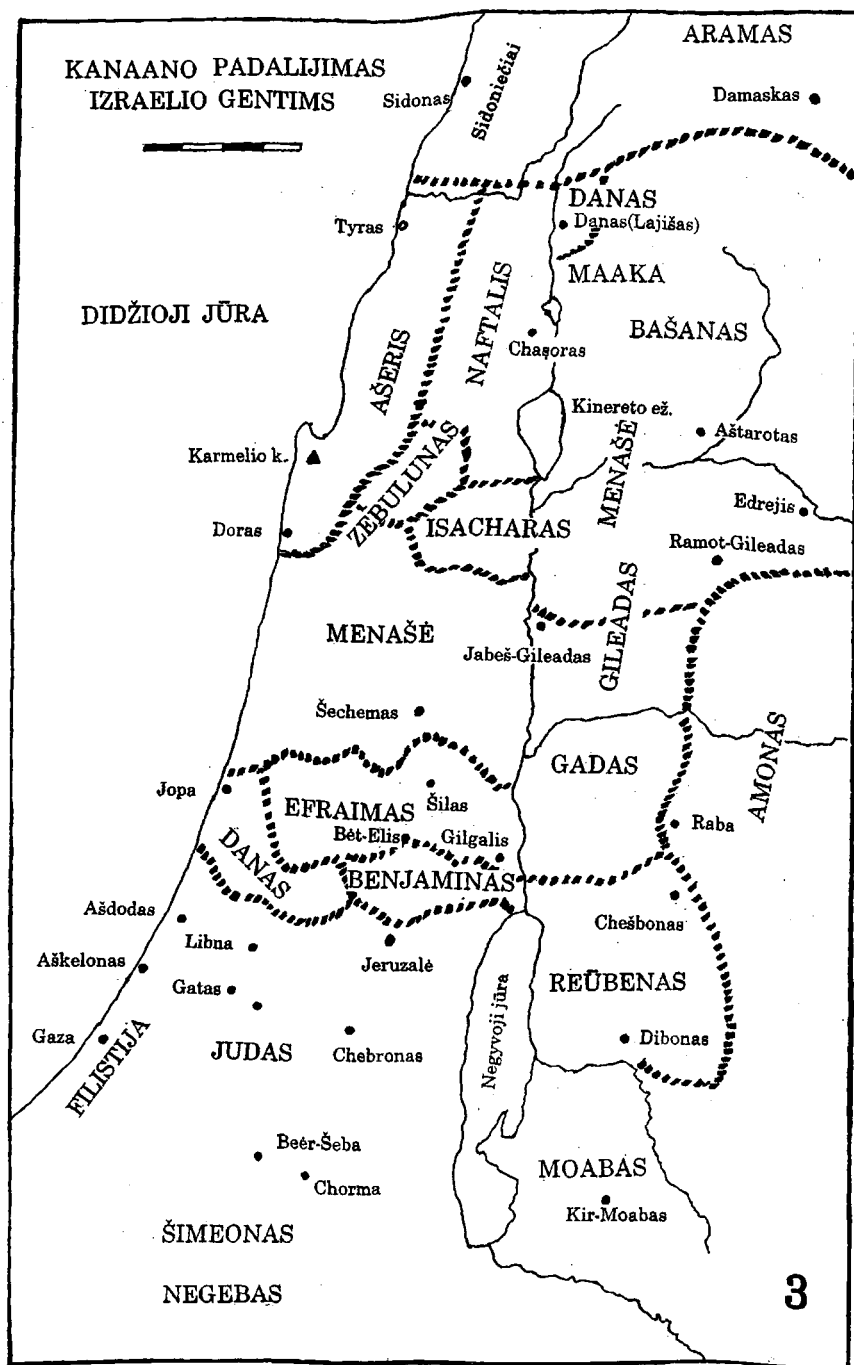 KANAANO PADALIJIMAS
IZRAELIO GENTIMS
ARAMAS
Sidonas
Sidoniečiai
Damaskas
DANAS
Tyras
Danas(Lajišas)
MAAKA
DIDŽIOJI JŪRA
NAFTALIS
BAŠANAS
Chasoras
AŠERIS
Kinereto ež.
Aštarotas
Karmelio k.
ZEBULUNAS
MENAŠĖ
Edrejis
Doras
ISACHARAS
Ramot-Gileadas
MENAŠĖ
Jabeš-Gileadas
GILEADAS
Šechemas
GADAS
AMONAS
Jopa
EFRAIMAS
Šilas
Raba
Bėt-Elis
Gilgalis
DANAS
BENJAMINAS
Ašdodas
Chešbonas
Libna
Jeruzalė
Aškelonas
Gatas
REŪBENAS
Negyvoji jūra
Gaza
FILISTIJA
JUDAS
Chebronas
Dibonas
Beėr-Šeba
Chorma
MOABAS
Kir-Moabas
ŠIMEONAS
NEGEBAS
3